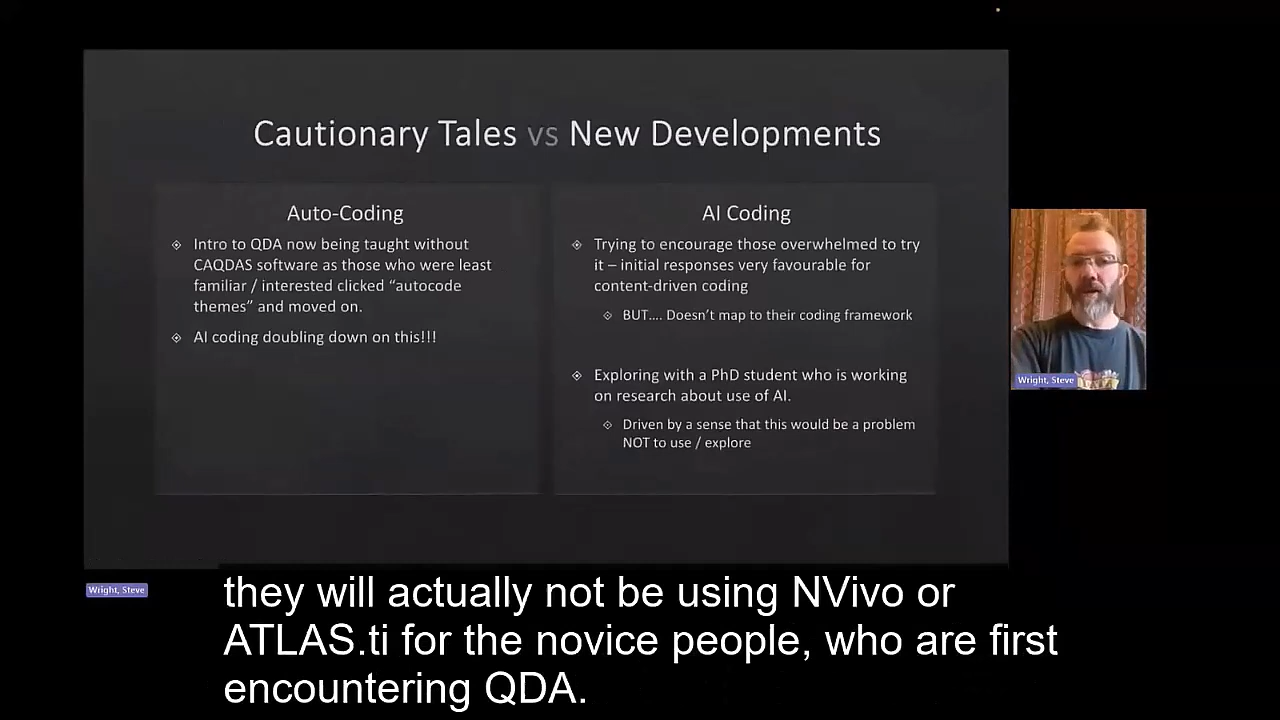 Cautionary Tales vs New Developments
Auto-Coding
Intro to QDA now being taught without
CAQDAS software as those who were least
familiar / interested clicked “autocode
themes” and moved on.
AI coding doubling down on this!!!
AI Coding
Trying to encourage those overwhelmed to try
it – initial responses very favourable for
content-driven coding
BUT.... Doesn’t map to their coding framework
Exploring with a PhD student who is working
on research about use of AI.
Driven by a sense that this would be a problem
NOT to use / explore
Wright, Steve
Wright, Steve
they will actually not be using NVivo or
ATLAS.ti for the novice people, who are first
encountering QDA.